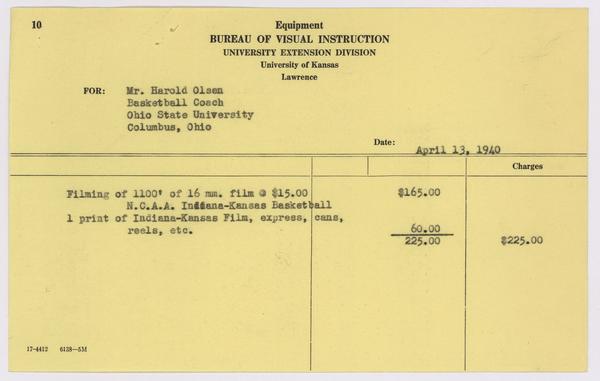 10
Equipment
BUREAU OF VISUAL INSTRUCTION
UNIVERSITY EXTENSION DIVISION
University of Kansas
Lawrence
FOR: Mr. Harold Olsen
Basketball Coach
Ohio State University
Columbus, Ohio
Date: April 13, 1940
Charges
Filming of 1100' of 16 mm. film @ $15.00 $165.00
N.C.A.A. Indiana-Kansas Basketball
1 print of Indiana-Kansas Film, express, cans,
reels, etc. 60.00
225.00 $225.00
17-4412 6128—5M